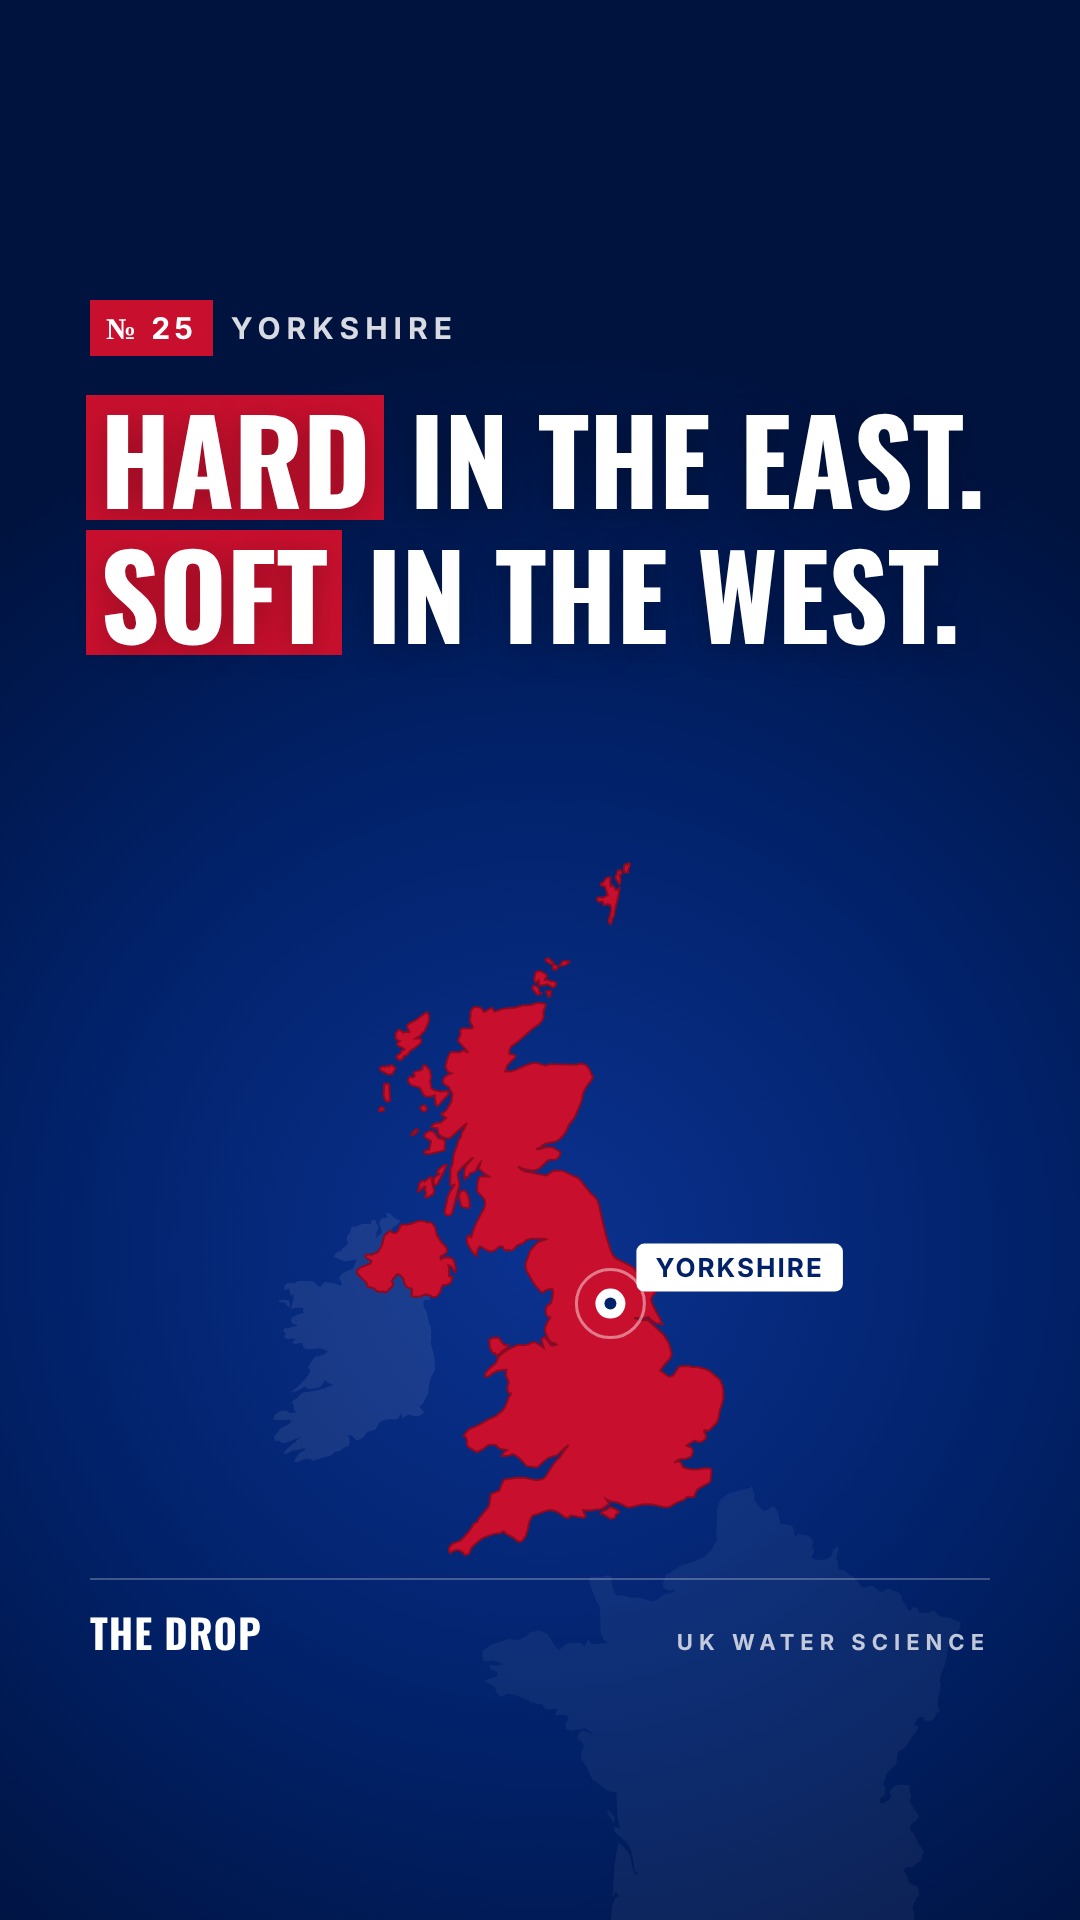 № 25 YORKSHIRE
HARD IN THE EAST.
SOFT IN THE WEST.
YORKSHIRE
THE DROP
UK WATER SCIENCE